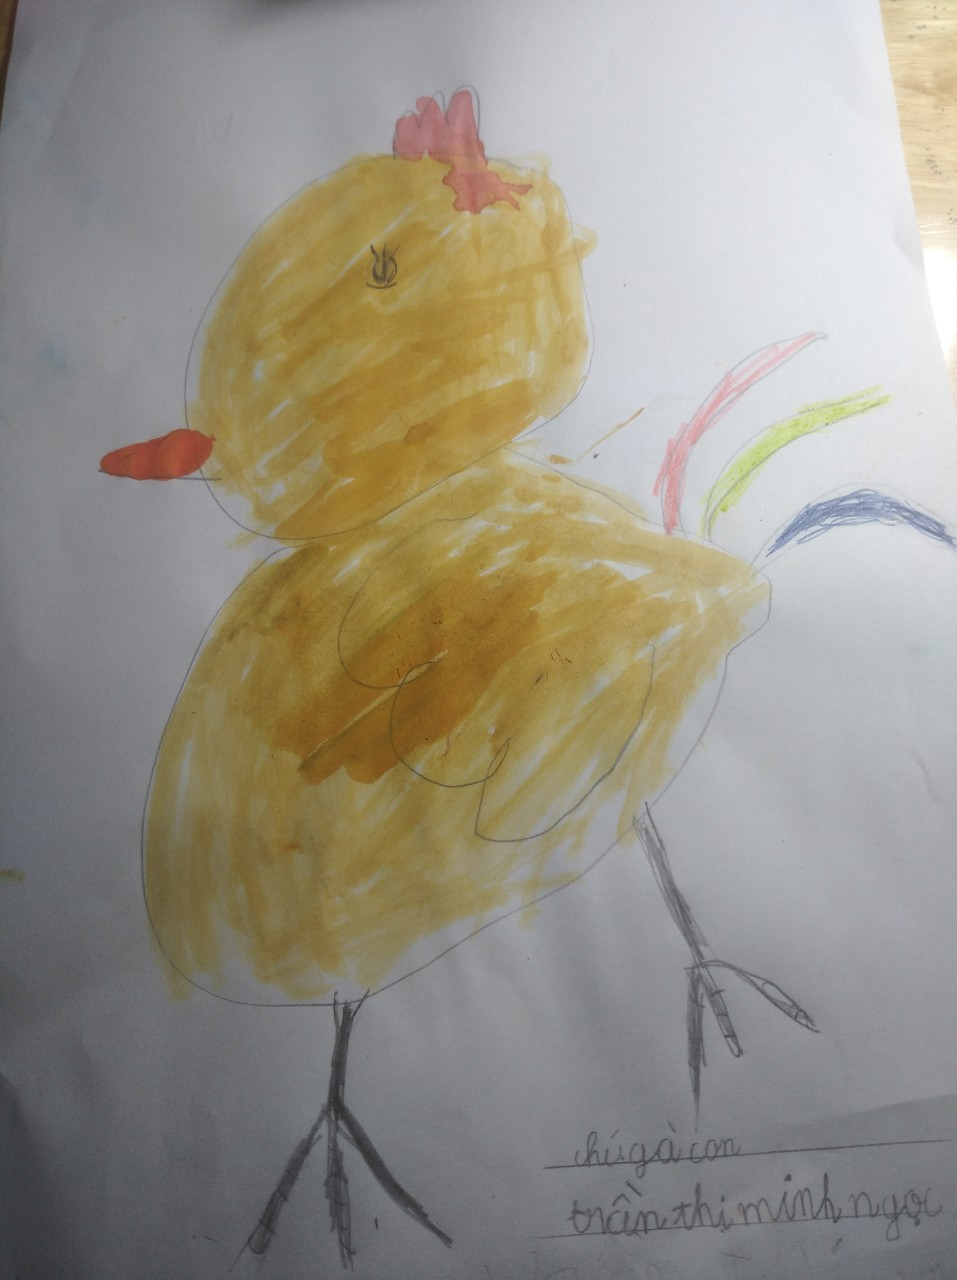 chú gà con
trần thị minh ngọc